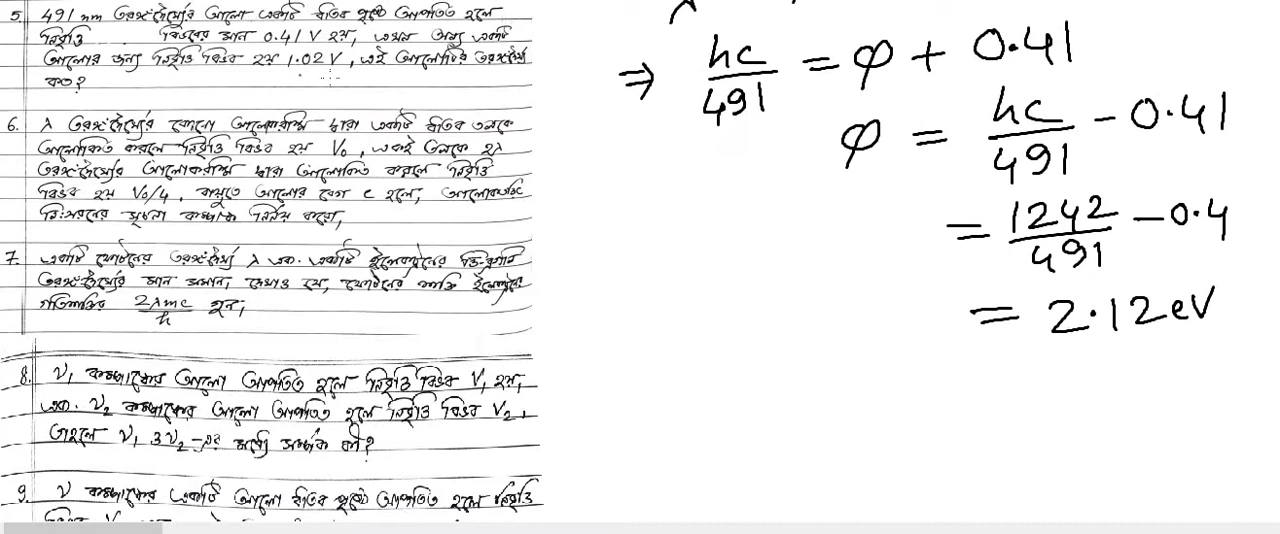 5. 491 nm তরঙ্গদৈর্ঘ্যের আলো একটি ধাতব পৃষ্ঠে আপতিত হলে
নিবৃত্তি বিভবের মান 0.41 V হয়, এখন অন্য একটি
আলোর জন্য নিবৃত্তি বিভব হয় 1.02 V, এই আলোটির তরঙ্গদৈর্ঘ্য
কত?
6. λ তরঙ্গদৈর্ঘ্যের কোনো আলোকরশ্মি দ্বারা একটি ধাতব তলকে
আলোকিত করলে নিবৃত্তি বিভব হয় V₀, একই তলকে 2λ
তরঙ্গদৈর্ঘ্যের আলোকরশ্মি দ্বারা আলোকিত করলে নিবৃত্তি
বিভব হয় V₀/4. বায়ুতে আলোর বেগ c হলে,
নিঃসরণের সূচনা কম্পাঙ্ক নির্ণয় করো,
7. একটি ফোটনের তরঙ্গদৈর্ঘ্য λ এবং একটি ইলেকট্রনের ডি-ব্রগলি
তরঙ্গদৈর্ঘ্যের মান সমান, দেখাও যে, ফোটনের শক্তি ইলেকট্রনের
গতিশক্তির 2λmc/h গুন,
8. ν₁ কম্পাঙ্কের আলো আপতিত হলে নিবৃত্তি বিভব V₁ হয়,
এবং ν₂ কম্পাঙ্কের আলো আপতিত হলে নিবৃত্তি বিভব V₂,
তাহলে ν₁ ও ν₂-এর মধ্যে সম্পর্ক কী?
9. ν কম্পাঙ্কের একটি আলো ধাতব পৃষ্ঠে আপতিত হলে নিবৃত্তি
⇒ hc/491 = φ + 0.41
φ = hc/491 - 0.41
= 1242/491 - 0.4
= 2.12 eV